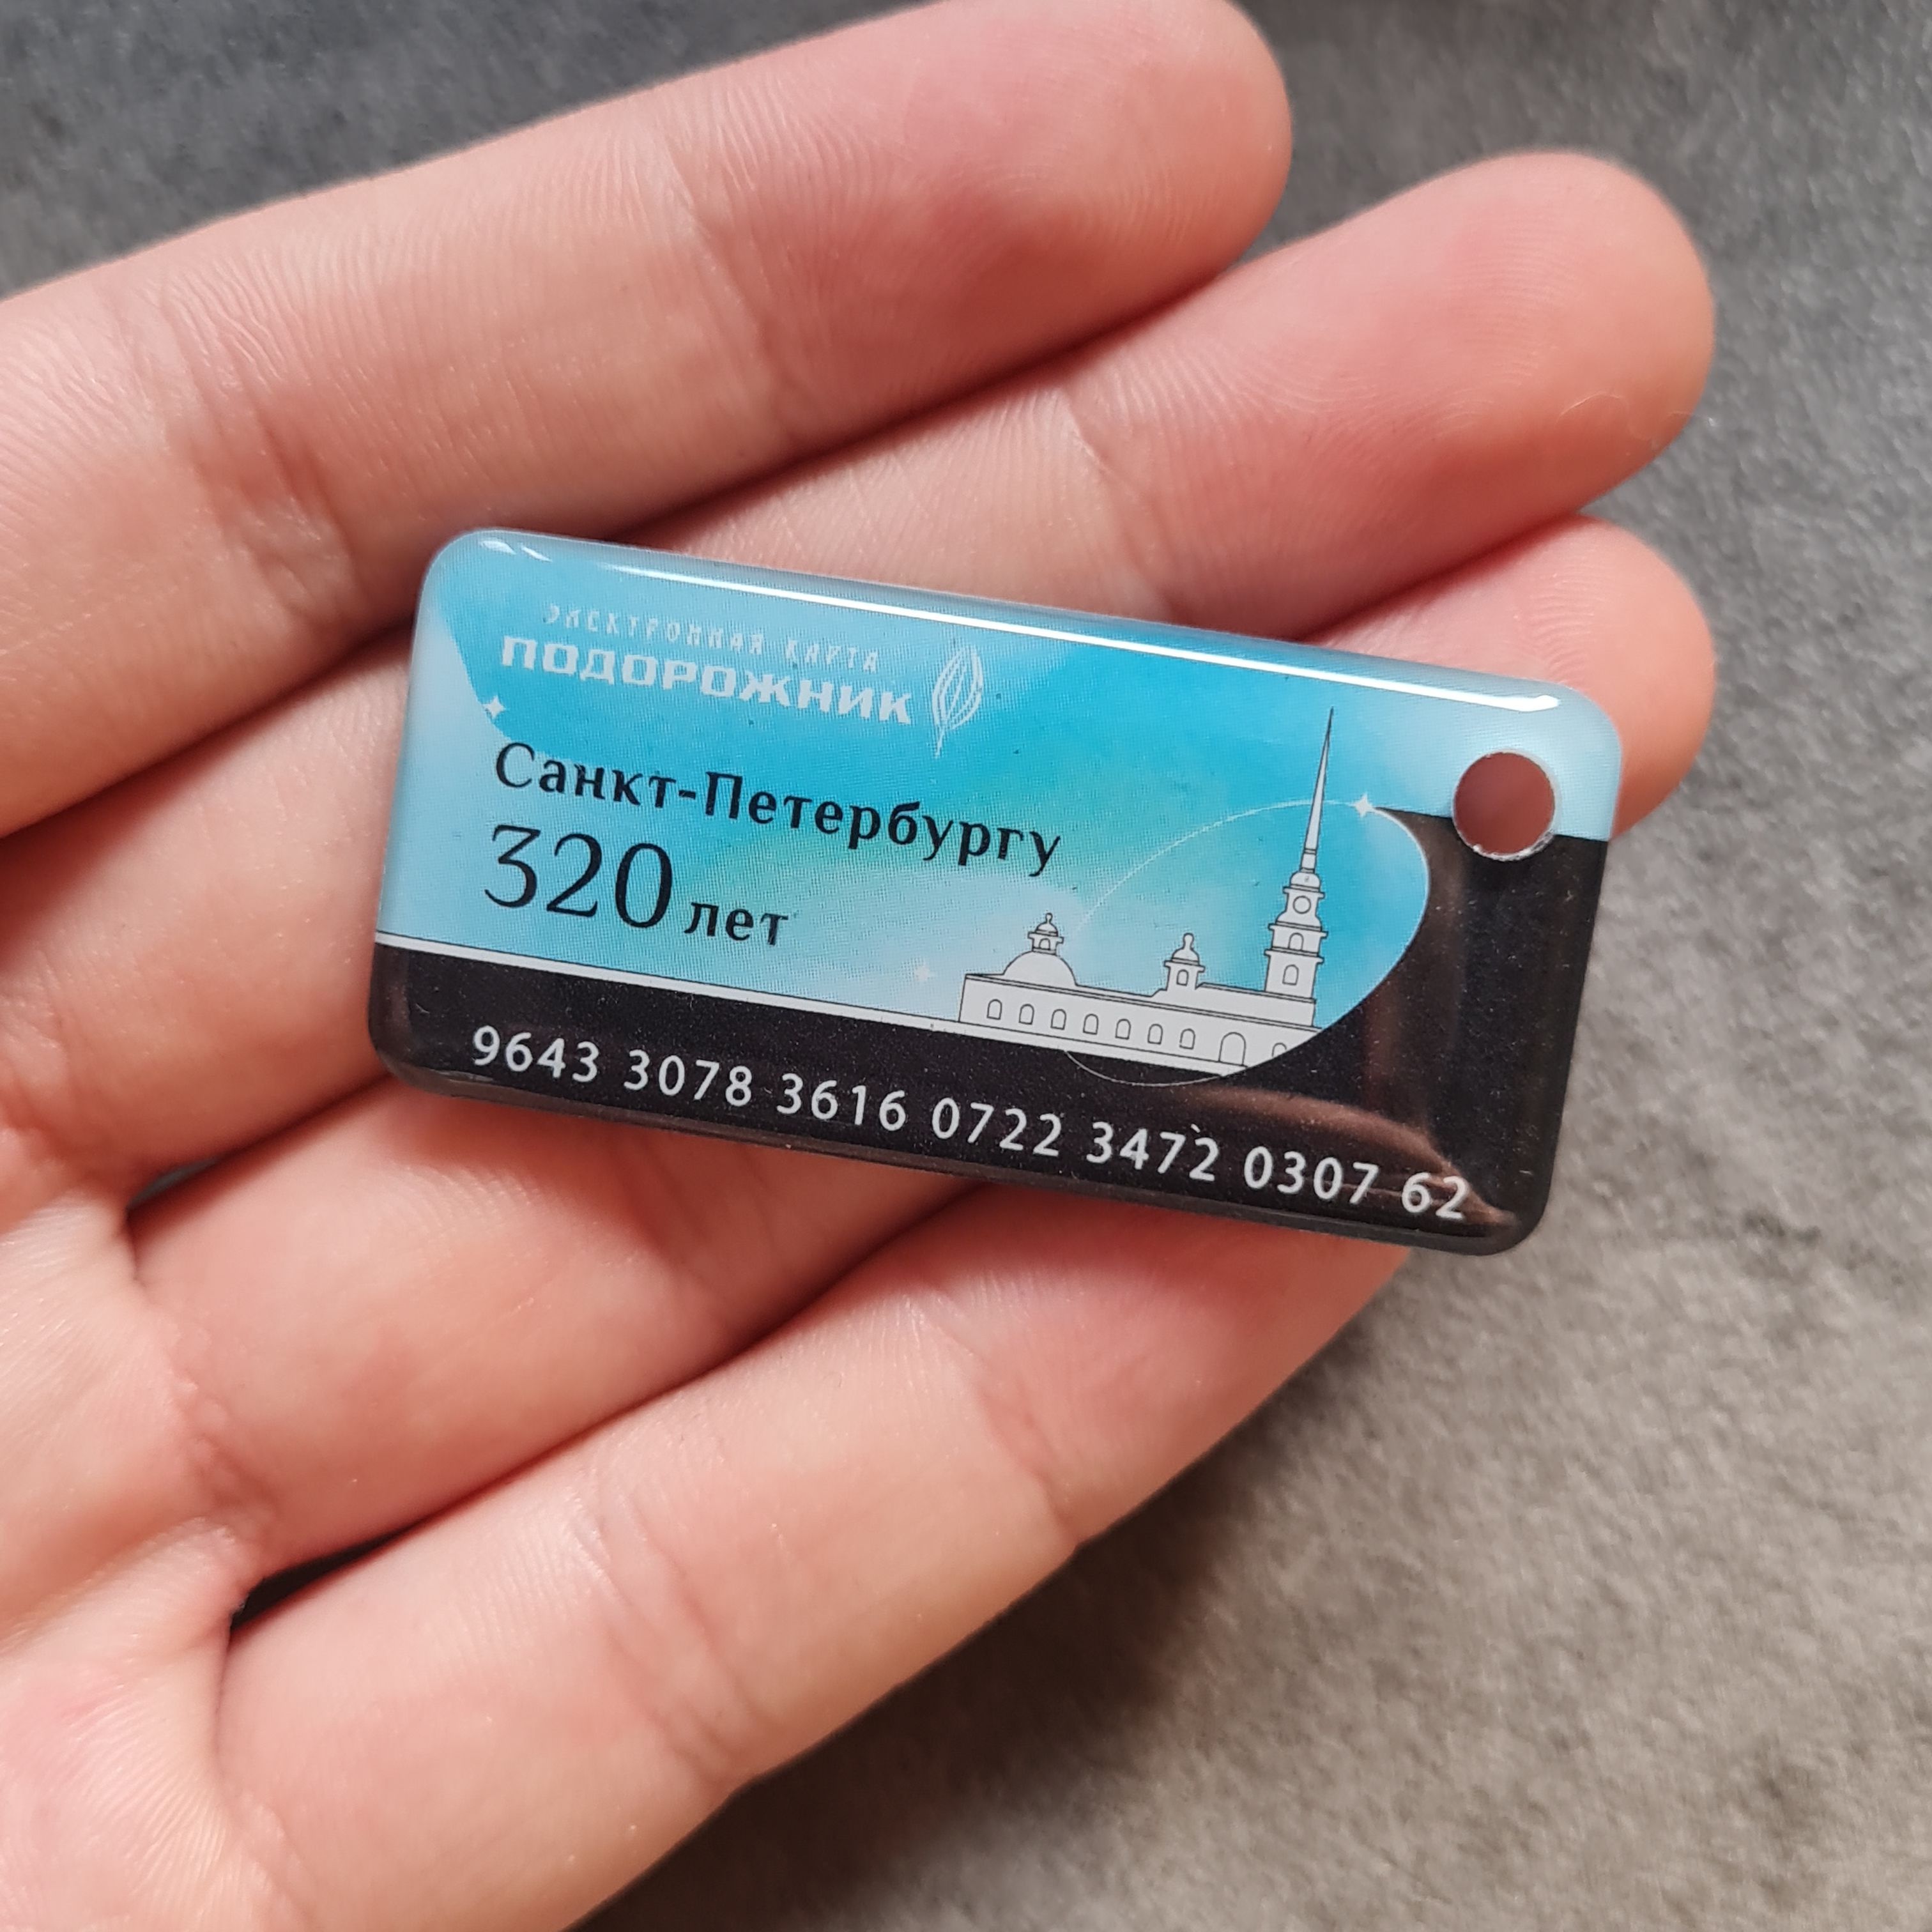 ЭЛЕКТРОННАЯ КАРТА
ПОДОРОЖНИК
Санкт-Петербургу
320 лет
9643 3078 3616 0722 3472 0307 62